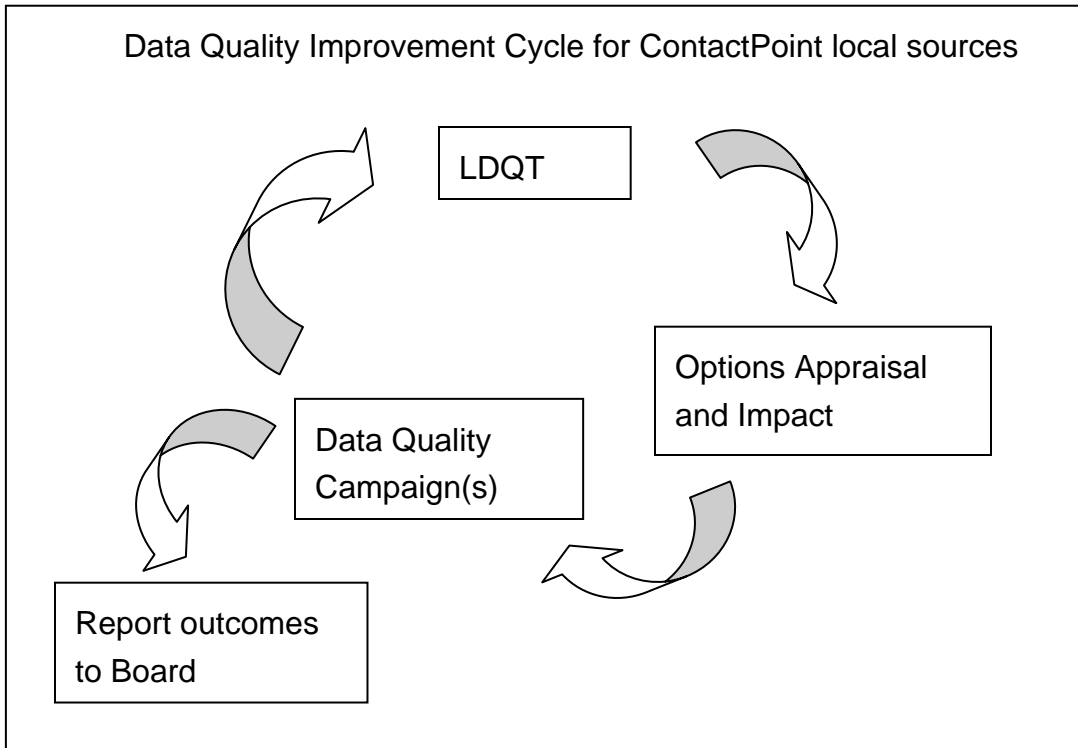 Data Quality Improvement Cycle for ContactPoint local sources
LDQT
Options Appraisal
and Impact
Data Quality
Campaign(s)
Report outcomes
to Board